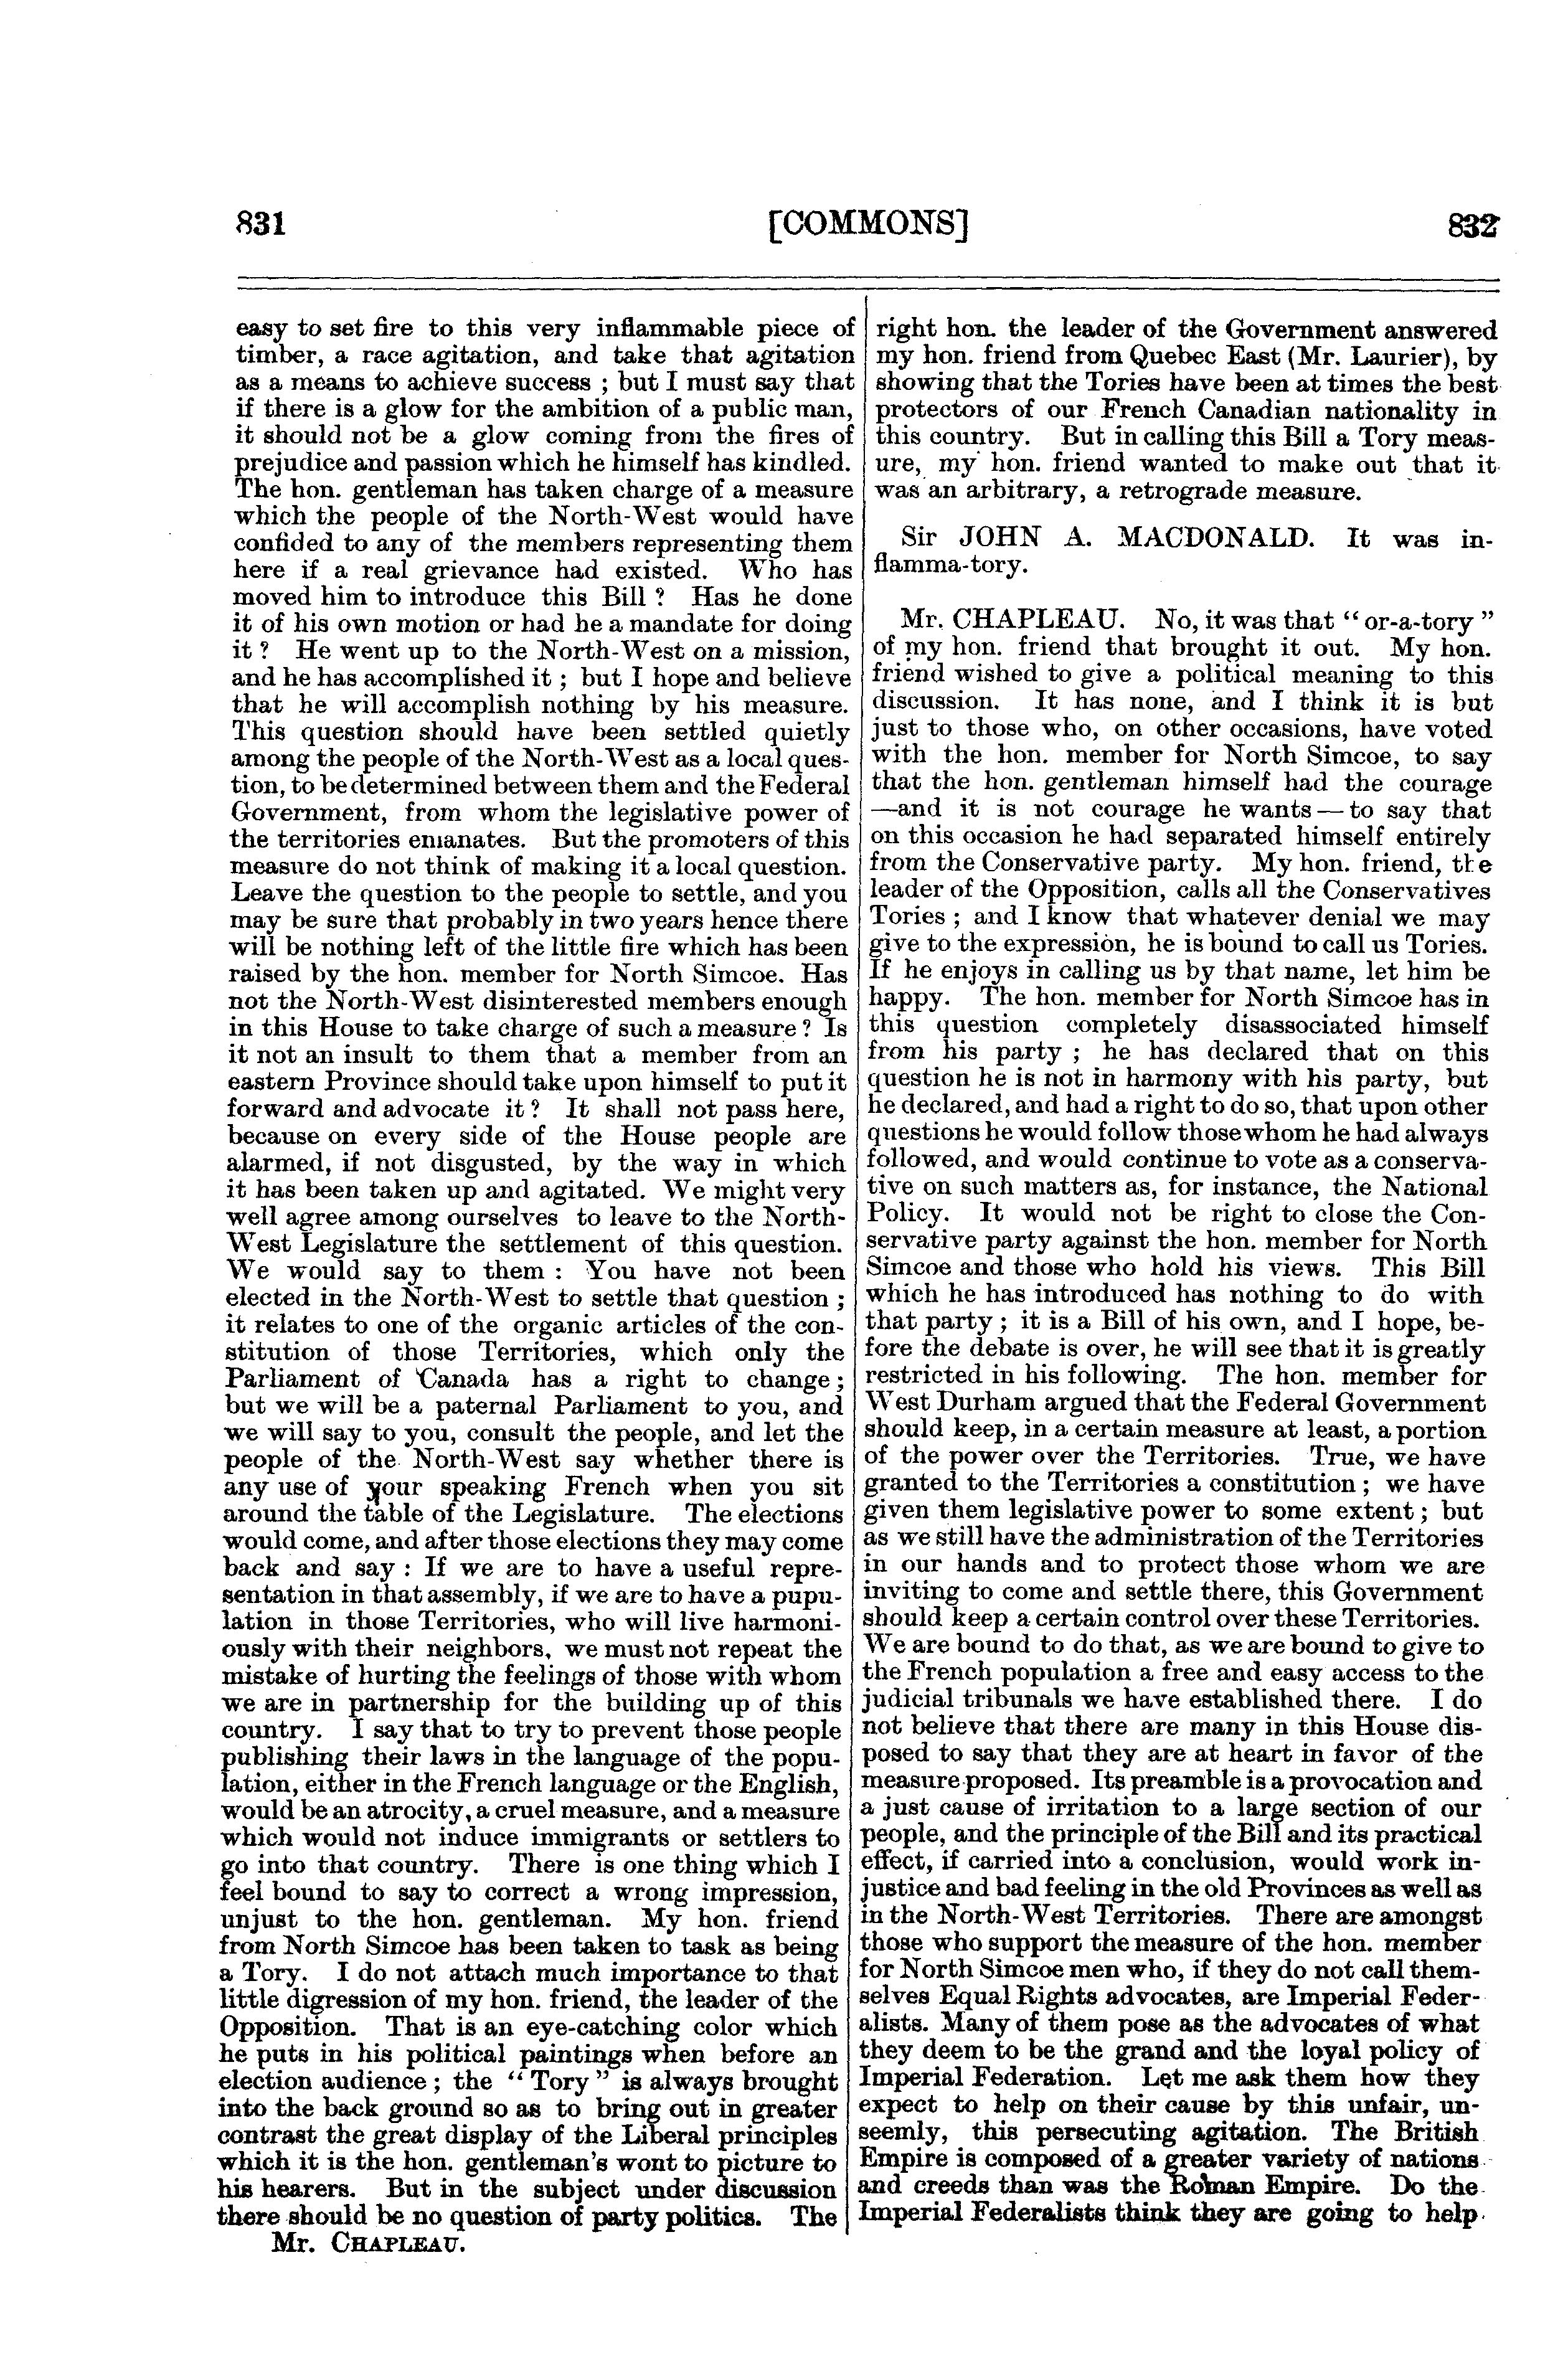 831 [COMMONS] 832
easy to set fire to this very inflammable piece of
timber, a race agitation, and take that agitation
as a means to achieve success ; but I must say that
if there is a glow for the ambition of a public man,
it should not be a glow coming from the fires of
prejudice and passion which he himself has kindled.
The hon. gentleman has taken charge of a measure
which the people of the North-West would have
confided to any of the members representing them
here if a real grievance had existed. Who has
moved him to introduce this Bill ? Has he done
it of his own motion or had he a mandate for doing
it ? He went up to the North-West on a mission,
and he has accomplished it ; but I hope and believe
that he will accomplish nothing by his measure.
This question should have been settled quietly
among the people of the North-West as a local ques-
tion, to be determined between them and the Federal
Government, from whom the legislative power of
the territories emanates. But the promoters of this
measure do not think of making it a local question.
Leave the question to the people to settle, and you
may be sure that probably in two years hence there
will be nothing left of the little fire which has been
raised by the hon. member for North Simcoe. Has
not the North-West disinterested members enough
in this House to take charge of such a measure ? Is
it not an insult to them that a member from an
eastern Province should take upon himself to put it
forward and advocate it ? It shall not pass here,
because on every side of the House people are
alarmed, if not disgusted, by the way in which
it has been taken up and agitated. We might very
well agree among ourselves to leave to the North-
West Legislature the settlement of this question.
We would say to them : You have not been
elected in the North-West to settle that question ;
it relates to one of the organic articles of the con-
stitution of those Territories, which only the
Parliament of Canada has a right to change ;
but we will be a paternal Parliament to you, and
we will say to you, consult the people, and let the
people of the North-West say whether there is
any use of your speaking French when you sit
around the table of the Legislature. The elections
would come, and after those elections they may come
back and say : If we are to have a useful repre-
sentation in that assembly, if we are to have a pupu-
lation in those Territories, who will live harmoni-
ously with their neighbors, we must not repeat the
mistake of hurting the feelings of those with whom
we are in partnership for the building up of this
country. I say that to try to prevent those people
publishing their laws in the language of the popu-
lation, either in the French language or the English,
would be an atrocity, a cruel measure, and a measure
which would not induce immigrants or settlers to
go into that country. There is one thing which I
feel bound to say to correct a wrong impression,
unjust to the hon. gentleman. My hon. friend
from North Simcoe has been taken to task as being
a Tory. I do not attach much importance to that
little digression of my hon. friend, the leader of the
Opposition. That is an eye-catching color which
he puts in his political paintings when before an
election audience ; the “ Tory ” is always brought
into the back ground so as to bring out in greater
contrast the great display of the Liberal principles
which it is the hon. gentleman's wont to picture to
his hearers. But in the subject under discussion
there should be no question of party politics. The
Mr. CHAPLEAU.
right hon. the leader of the Government answered
my hon. friend from Quebec East (Mr. Laurier), by
showing that the Tories have been at times the best
protectors of our French Canadian nationality in
this country. But in calling this Bill a Tory meas-
ure, my hon. friend wanted to make out that it
was an arbitrary, a retrograde measure.
Sir JOHN A. MACDONALD. It was in-
flamma-tory.
Mr. CHAPLEAU. No, it was that “ or-a-tory ”
of my hon. friend that brought it out. My hon.
friend wished to give a political meaning to this
discussion. It has none, and I think it is but
just to those who, on other occasions, have voted
with the hon. member for North Simcoe, to say
that the hon. gentleman himself had the courage
—and it is not courage he wants — to say that
on this occasion he had separated himself entirely
from the Conservative party. My hon. friend, the
leader of the Opposition, calls all the Conservatives
Tories ; and I know that whatever denial we may
give to the expression, he is bound to call us Tories.
If he enjoys in calling us by that name, let him be
happy. The hon. member for North Simcoe has in
this question completely disassociated himself
from his party ; he has declared that on this
question he is not in harmony with his party, but
he declared, and had a right to do so, that upon other
questions he would follow those whom he had always
followed, and would continue to vote as a conserva-
tive on such matters as, for instance, the National
Policy. It would not be right to close the Con-
servative party against the hon. member for North
Simcoe and those who hold his views. This Bill
which he has introduced has nothing to do with
that party ; it is a Bill of his own, and I hope, be-
fore the debate is over, he will see that it is greatly
restricted in his following. The hon. member for
West Durham argued that the Federal Government
should keep, in a certain measure at least, a portion
of the power over the Territories. True, we have
granted to the Territories a constitution ; we have
given them legislative power to some extent ; but
as we still have the administration of the Territories
in our hands and to protect those whom we are
inviting to come and settle there, this Government
should keep a certain control over these Territories.
We are bound to do that, as we are bound to give to
the French population a free and easy access to the
judicial tribunals we have established there. I do
not believe that there are many in this House dis-
posed to say that they are at heart in favor of the
measure proposed. Its preamble is a provocation and
a just cause of irritation to a large section of our
people, and the principle of the Bill and its practical
effect, if carried into a conclusion, would work in-
justice and bad feeling in the old Provinces as well as
in the North-West Territories. There are amongst
those who support the measure of the hon. member
for North Simcoe men who, if they do not call them-
selves Equal Rights advocates, are Imperial Feder-
alists. Many of them pose as the advocates of what
they deem to be the grand and the loyal policy of
Imperial Federation. Let me ask them how they
expect to help on their cause by this unfair, un-
seemly, this persecuting agitation. The British
Empire is composed of a greater variety of nations
and creeds than was the Roman Empire. Do the
Imperial Federalists think they are going to help